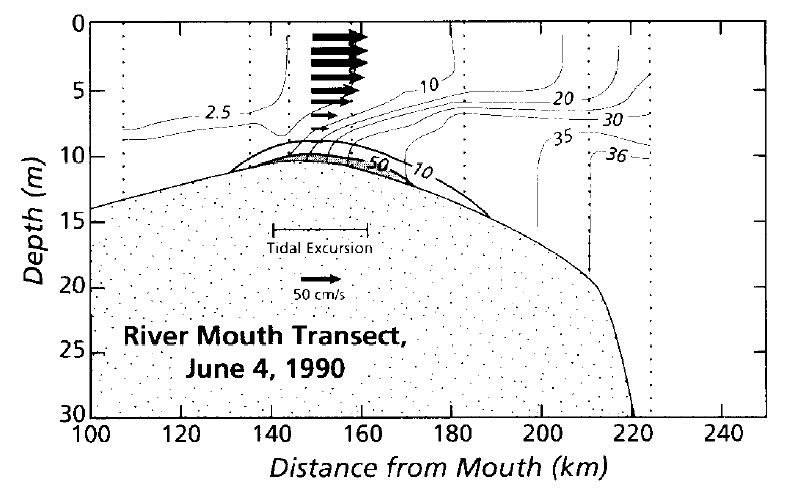 0
5
10
15
20
25
30
Depth (m)
2.5
10
20
30
35
36
50
10
Tidal Excursion
50 cm/s
River Mouth Transect,
June 4, 1990
100 120 140 160 180 200 220 240
Distance from Mouth (km)